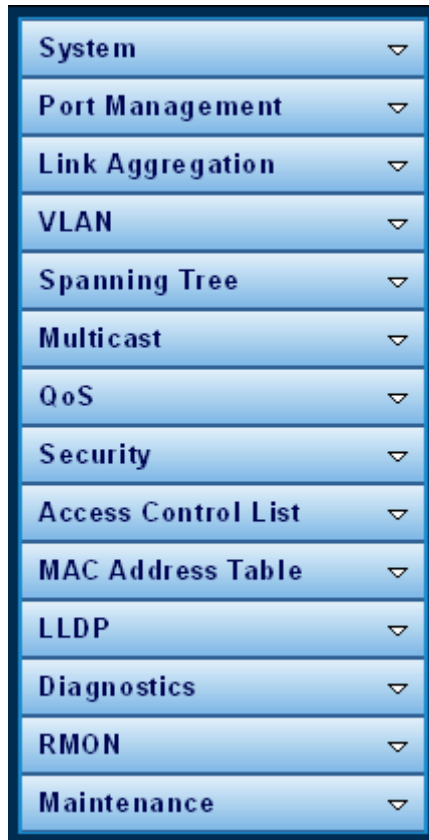 System
Port Management
Link Aggregation
VLAN
Spanning Tree
Multicast
QoS
Security
Access Control List
MAC Address Table
LLDP
Diagnostics
RMON
Maintenance